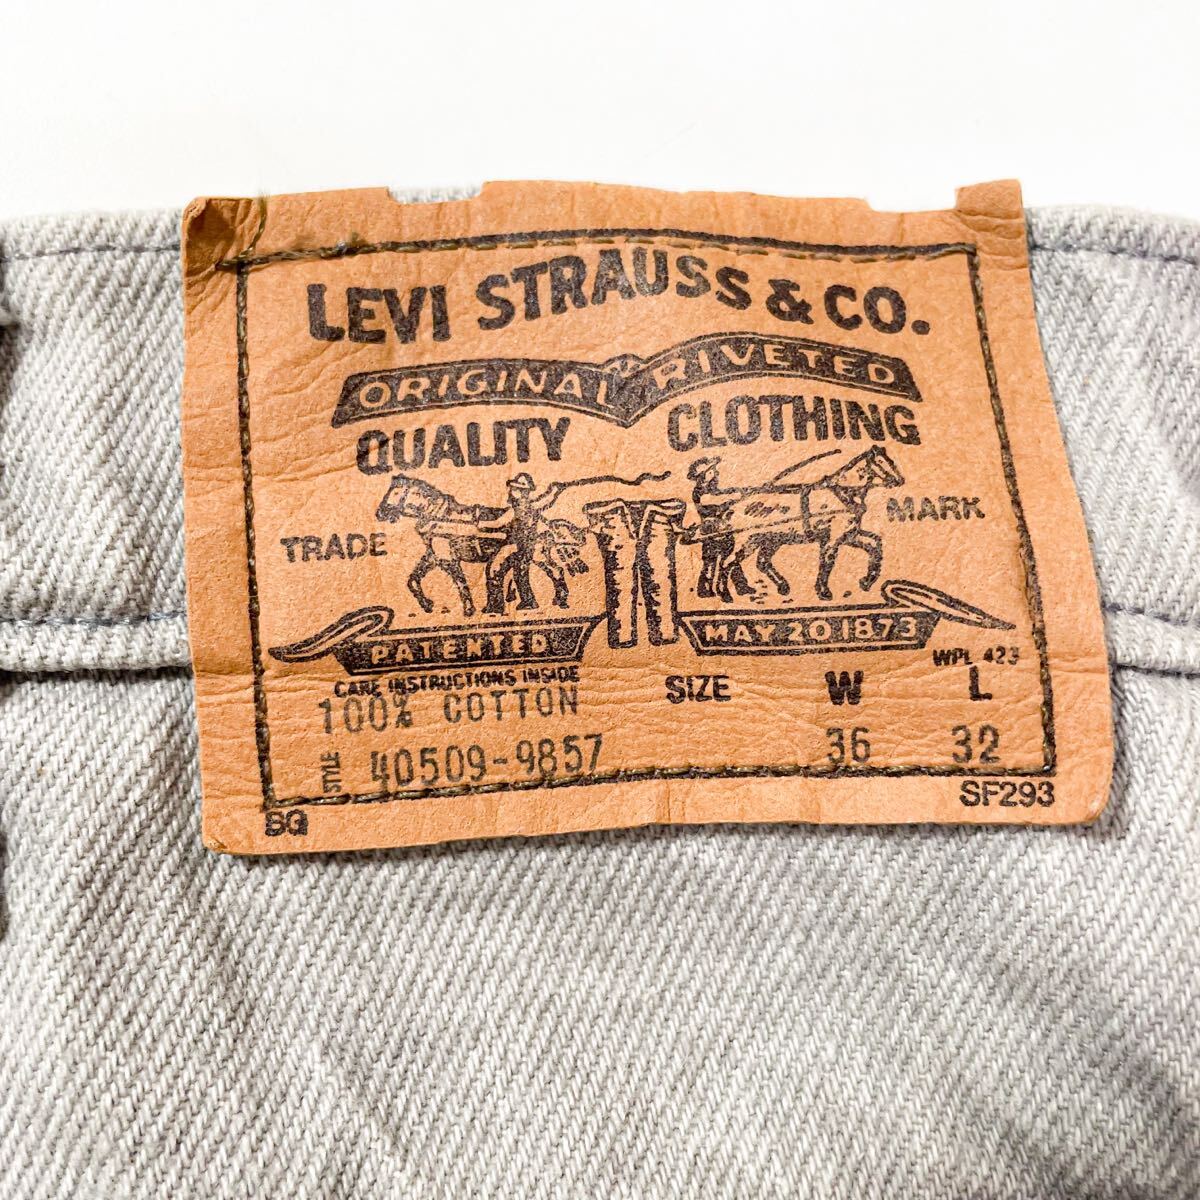 LEVI STRAUSS & CO.
ORIGINAL RIVETED
QUALITY CLOTHING
TRADE MARK
PATENTED MAY 20 1873
WPL 423
CARE INSTRUCTIONS INSIDE
100% COTTON
SIZE W L
STYLE 40509-9857 36 32
BG SF293